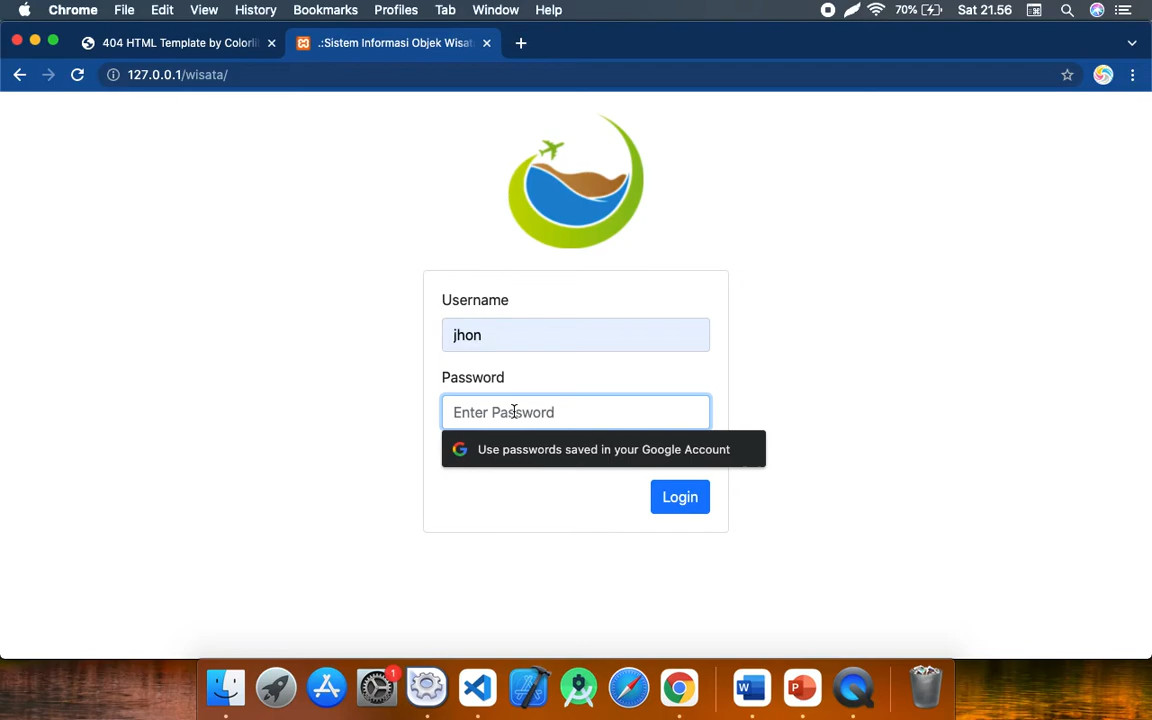 Chrome File Edit View History Bookmarks Profiles Tab Window Help 70% Sat 21.56
404 HTML Template by Colorli .:Sistem Informasi Objek Wisat
127.0.0.1/wisata/
Username
jhon
Password
Enter Password
Use passwords saved in your Google Account
Login
1